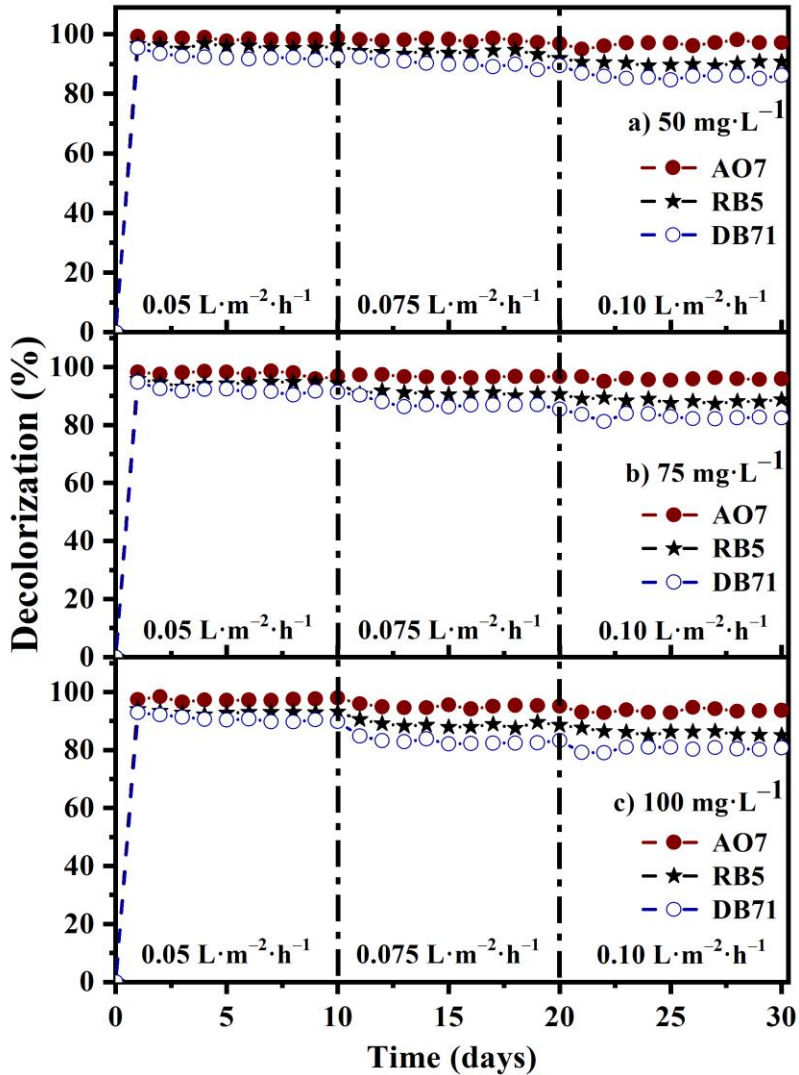 Decolorization (%)
100
80
60
40
20
0
a) 50 mg·L⁻¹
AO7
RB5
DB71
0.05 L·m⁻²·h⁻¹
0.075 L·m⁻²·h⁻¹
0.10 L·m⁻²·h⁻¹
100
80
60
40
20
0
b) 75 mg·L⁻¹
AO7
RB5
DB71
0.05 L·m⁻²·h⁻¹
0.075 L·m⁻²·h⁻¹
0.10 L·m⁻²·h⁻¹
100
80
60
40
20
0
c) 100 mg·L⁻¹
AO7
RB5
DB71
0.05 L·m⁻²·h⁻¹
0.075 L·m⁻²·h⁻¹
0.10 L·m⁻²·h⁻¹
0 5 10 15 20 25 30
Time (days)